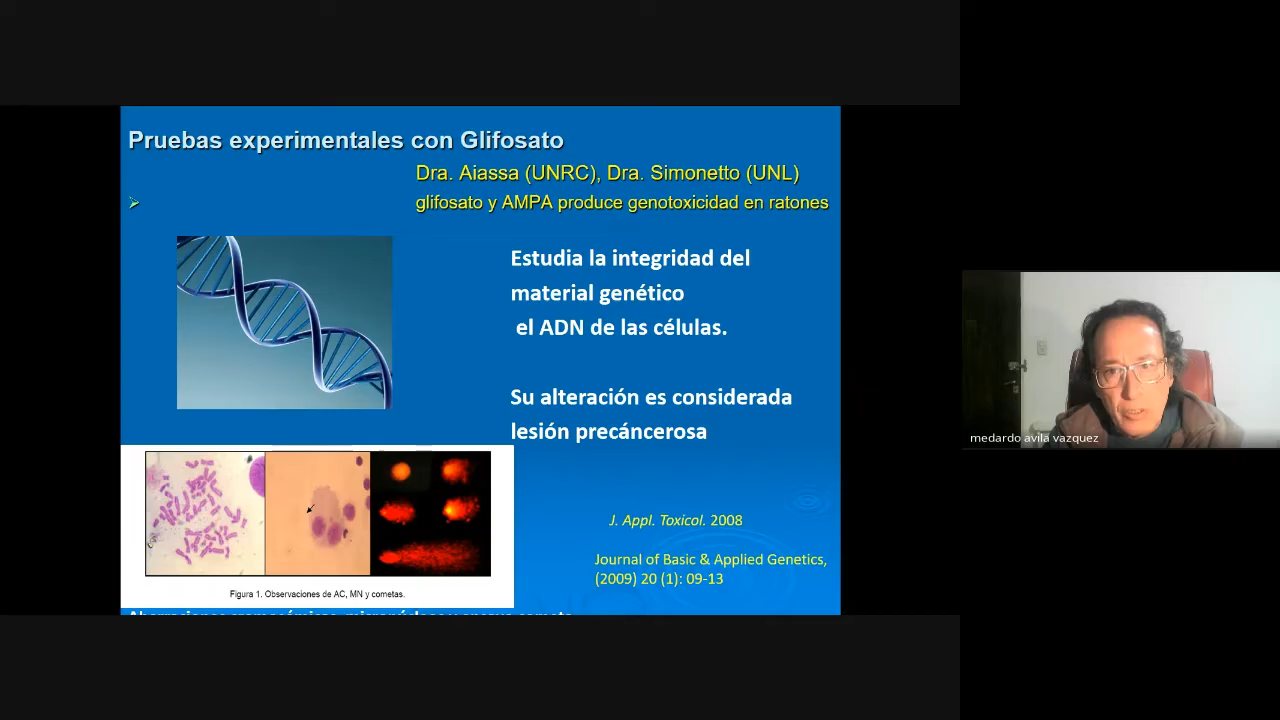 Pruebas experimentales con Glifosato
Dra. Aiassa (UNRC), Dra. Simonetto (UNL)
glifosato y AMPA produce genotoxicidad en ratones
Estudia la integridad del
material genético
el ADN de las células.
Su alteración es considerada
lesión precáncerosa
J. Appl. Toxicol. 2008
Journal of Basic & Applied Genetics,
(2009) 20 (1): 09-13
Figura 1. Observaciones de AC, MN y cometas.
medardo avila vazquez